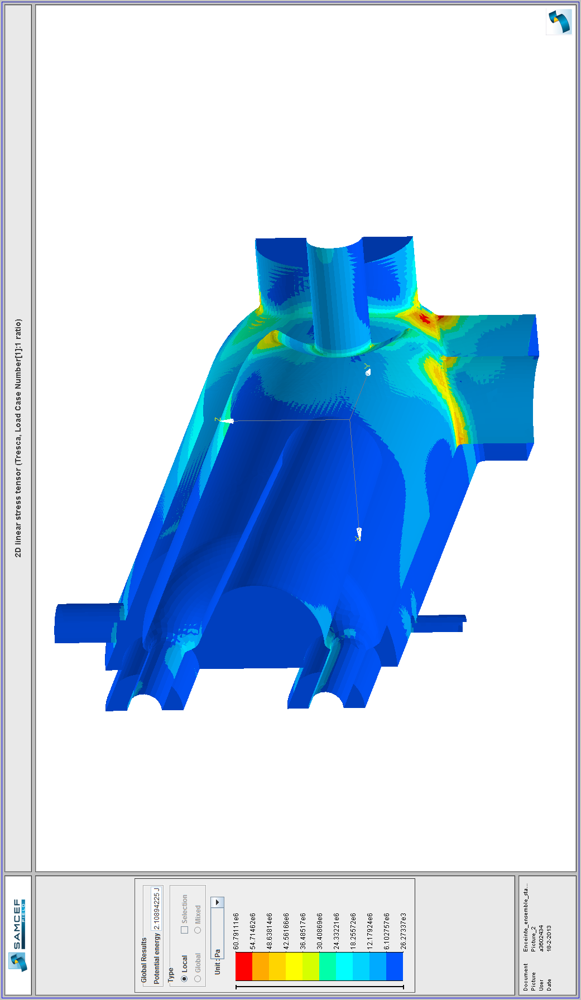 2D linear stress tensor (Tresca, Load Case Number[1]:1 ratio)
Z
Y
X
SAMCEF
FIELD
Global Results
Potential energy 2.10894225 J
Type
Local
Selection
Global
Mixed
Unit : Pa
60.79111e6
54.71462e6
48.63814e6
42.56166e6
36.48517e6
30.40869e6
24.33221e6
18.25572e6
12.17924e6
6.102757e6
26.27337e3
Document Enceinte_ensemble_sta...
Picture Picture_2
User a3602434
Date 18-2-2013